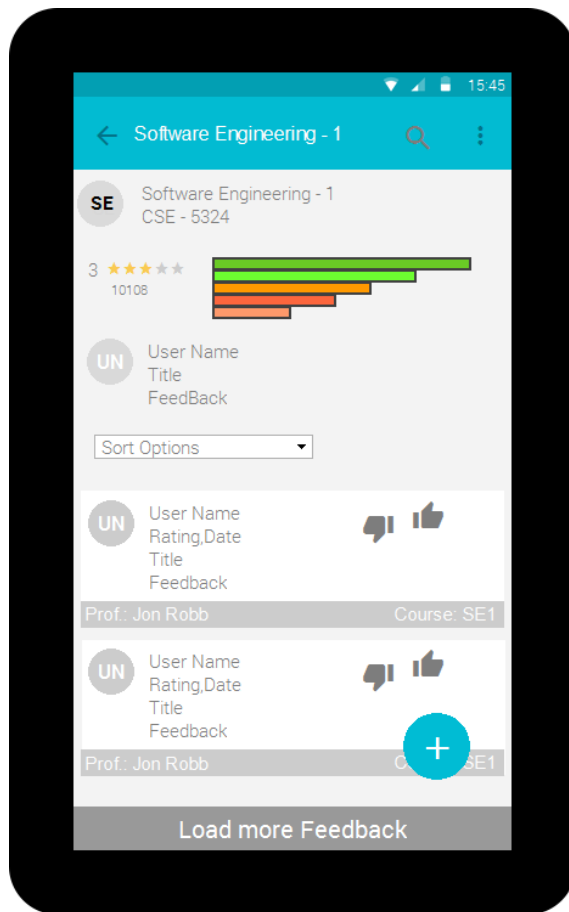 15:45
Software Engineering - 1
SE
Software Engineering - 1
CSE - 5324
3
10108
UN
User Name
Title
FeedBack
Sort Options
UN
User Name
Rating,Date
Title
Feedback
Prof.: Jon Robb Course: SE1
UN
User Name
Rating,Date
Title
Feedback
+
Prof.: Jon Robb C SE1
Load more Feedback